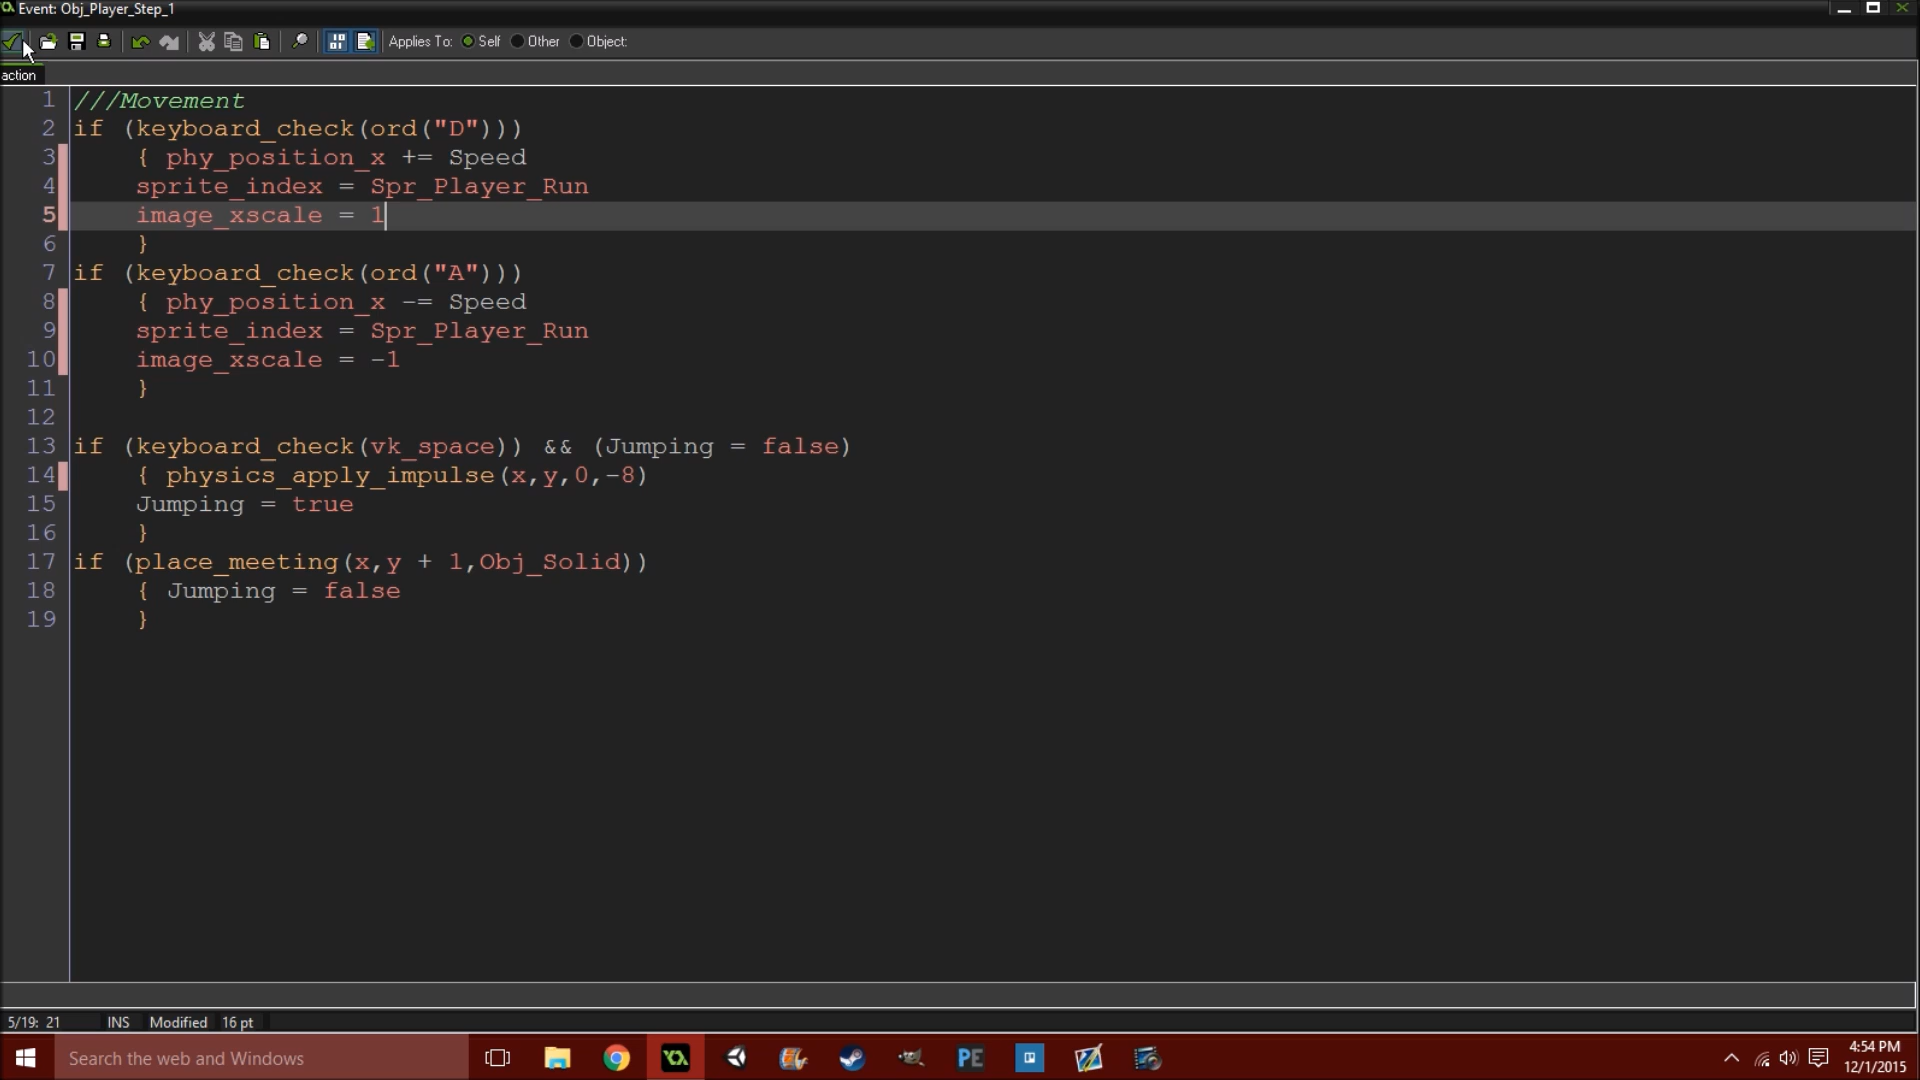 Event: Obj_Player_Step_1
Applies To: Self Other Object:
action
1 ///Movement
2 if (keyboard_check(ord("D")))
3 { phy_position_x += Speed
4 sprite_index = Spr_Player_Run
5 image_xscale = 1
6 }
7 if (keyboard_check(ord("A")))
8 { phy_position_x -= Speed
9 sprite_index = Spr_Player_Run
10 image_xscale = -1
11 }
12
13 if (keyboard_check(vk_space)) && (Jumping = false)
14 { physics_apply_impulse(x,y,0,-8)
15 Jumping = true
16 }
17 if (place_meeting(x,y + 1,Obj_Solid))
18 { Jumping = false
19 }
5/19: 21 INS Modified 16 pt
Search the web and Windows
PE
4:54 PM
12/1/2015